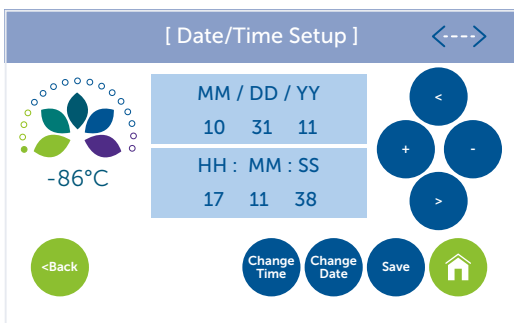 [ Date/Time Setup ]
<---->
MM / DD / YY
10 31 11
HH : MM : SS
17 11 38
-86°C
<
+ -
>
<Back
Change Time
Change Date
Save